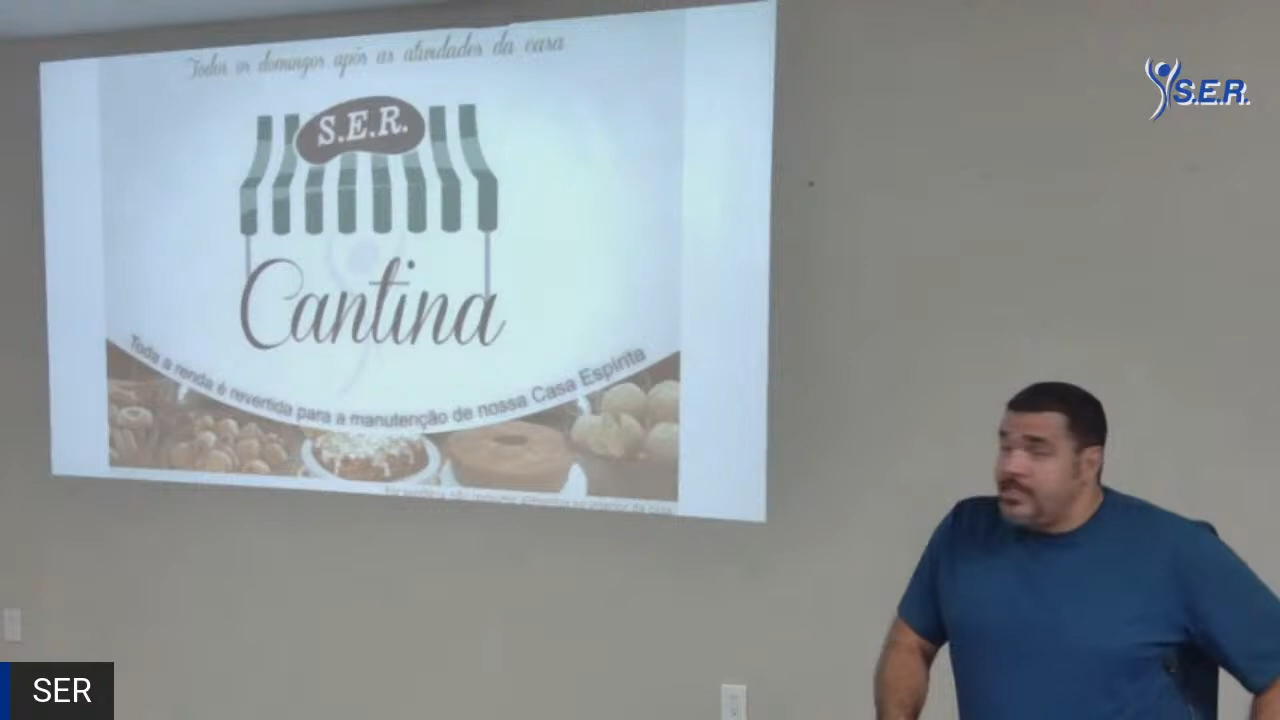 Todos os domingos após as atividades da casa
S.E.R.
S.E.R.
Cantina
Toda a renda é revertida para a manutenção de nossa Casa Espírita
SER